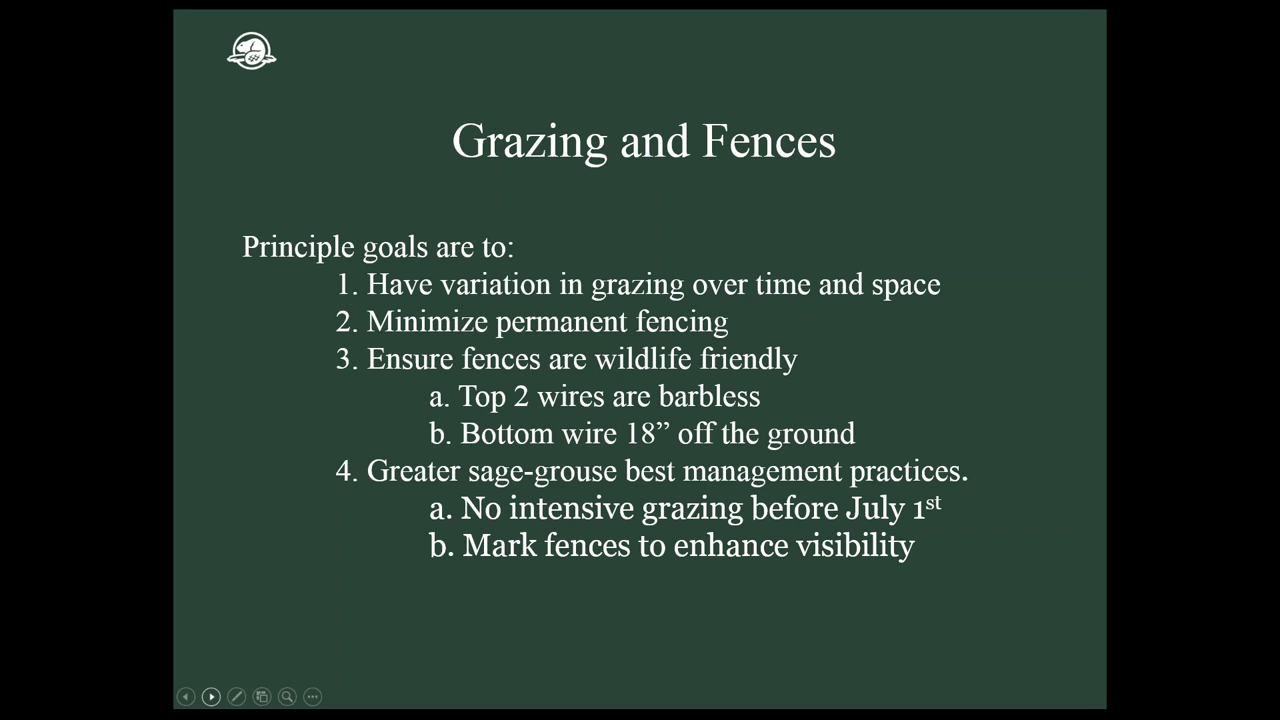 Grazing and Fences
Principle goals are to:
1. Have variation in grazing over time and space
2. Minimize permanent fencing
3. Ensure fences are wildlife friendly
a. Top 2 wires are barbless
b. Bottom wire 18” off the ground
4. Greater sage-grouse best management practices.
a. No intensive grazing before July 1st
b. Mark fences to enhance visibility